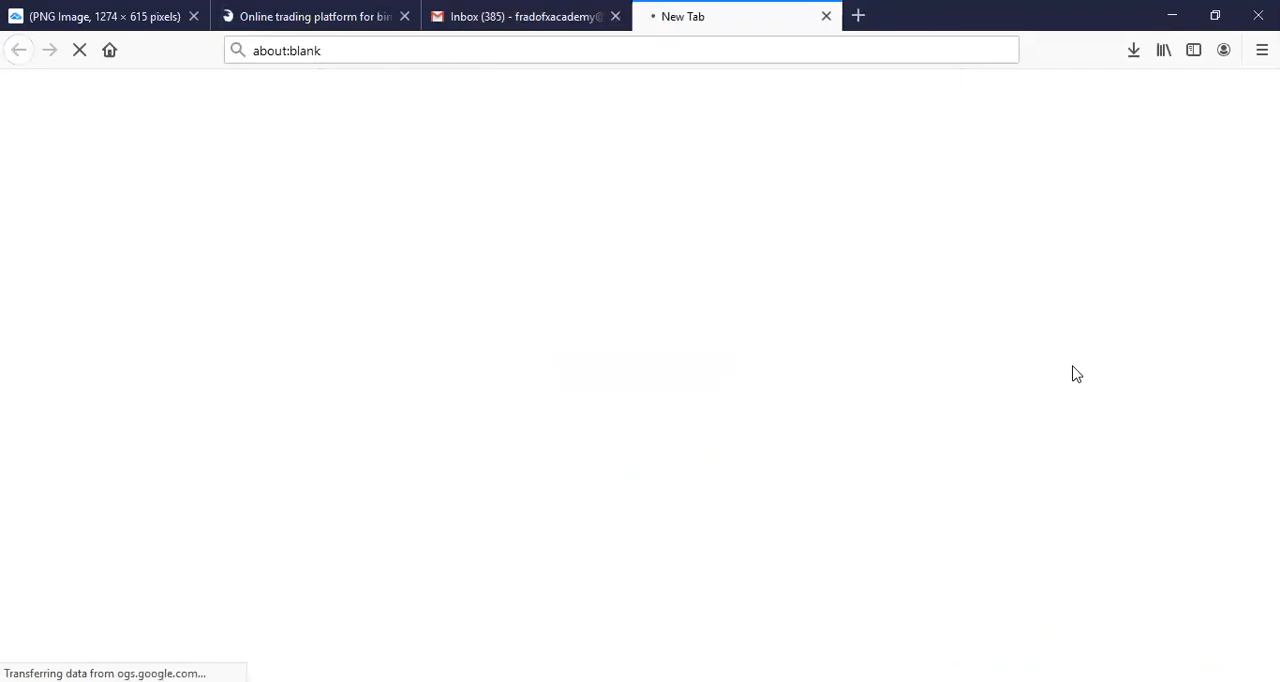 (PNG Image, 1274 × 615 pixels)
Online trading platform for bin
Inbox (385) - fradofxacademy@
New Tab
about:blank
Transferring data from ogs.google.com...